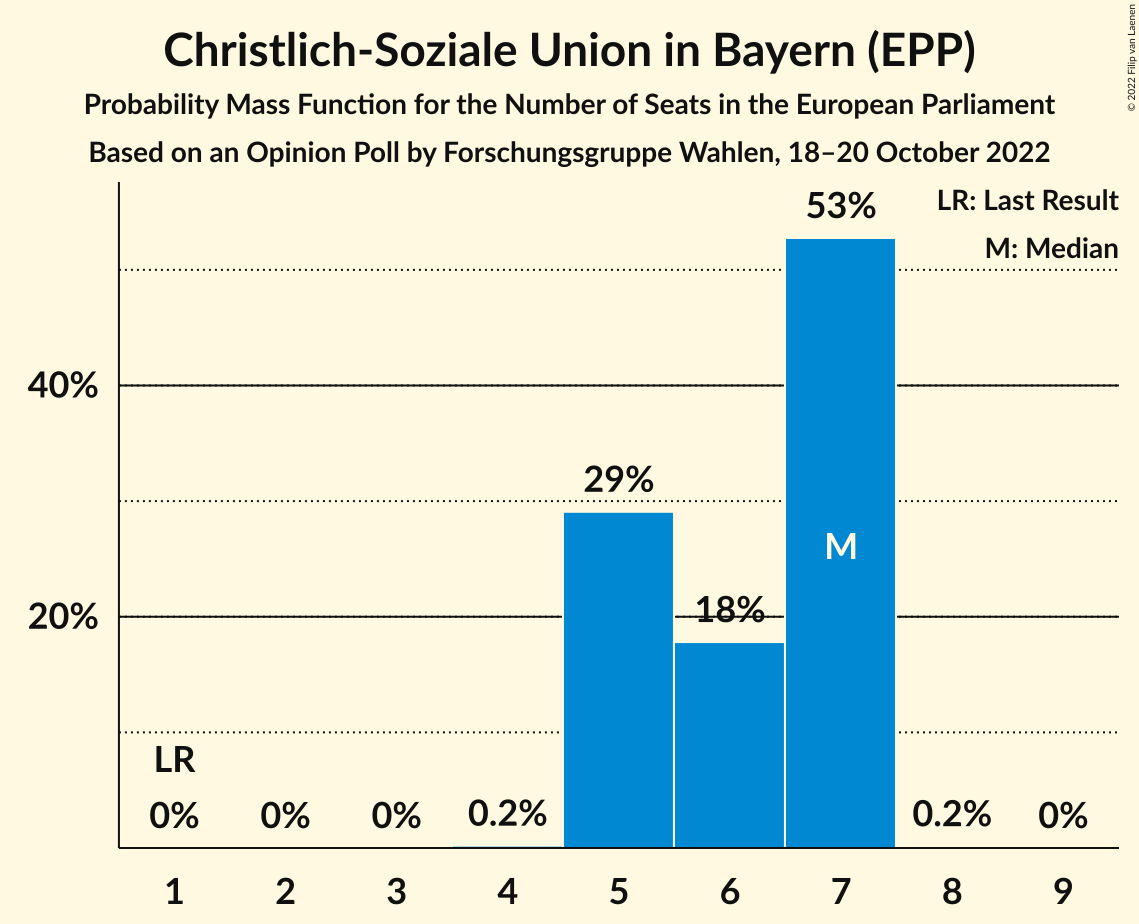 Christlich-Soziale Union in Bayern (EPP)
Probability Mass Function for the Number of Seats in the European Parliament
Based on an Opinion Poll by Forschungsgruppe Wahlen, 18–20 October 2022
© 2022 Filip van Laenen
LR: Last Result
M: Median
53%
40%
29%
M
20%
18%
LR
0% 0% 0% 0.2% 0.2% 0%
1 2 3 4 5 6 7 8 9